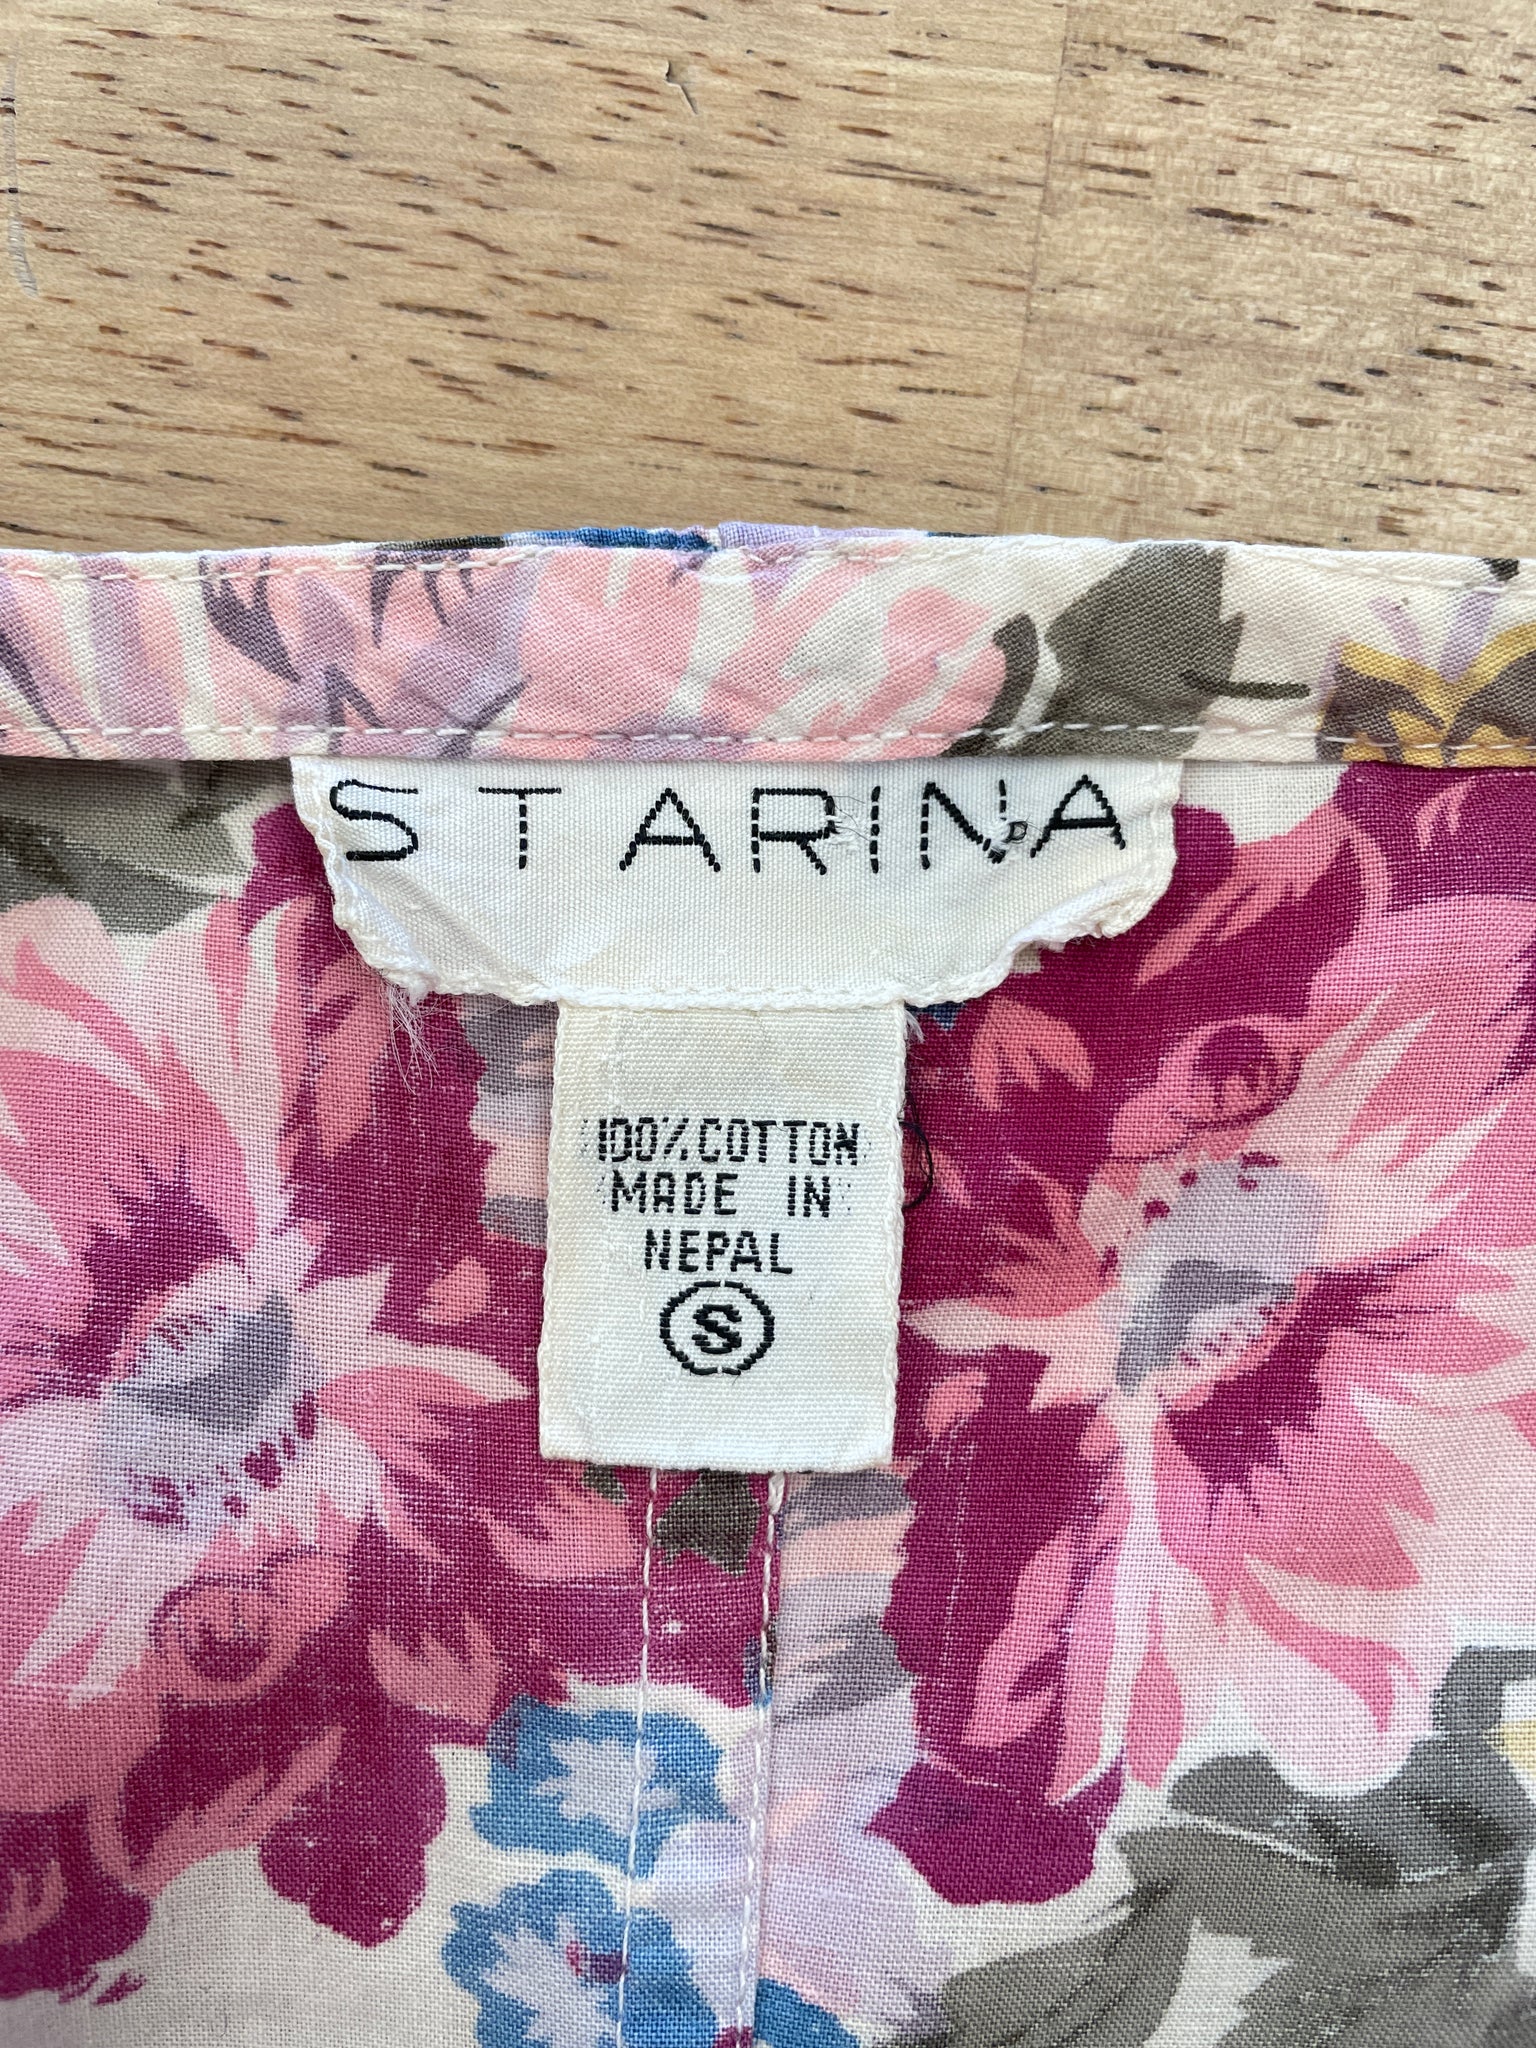 STARINA
100% COTTON
MADE IN
NEPAL
S